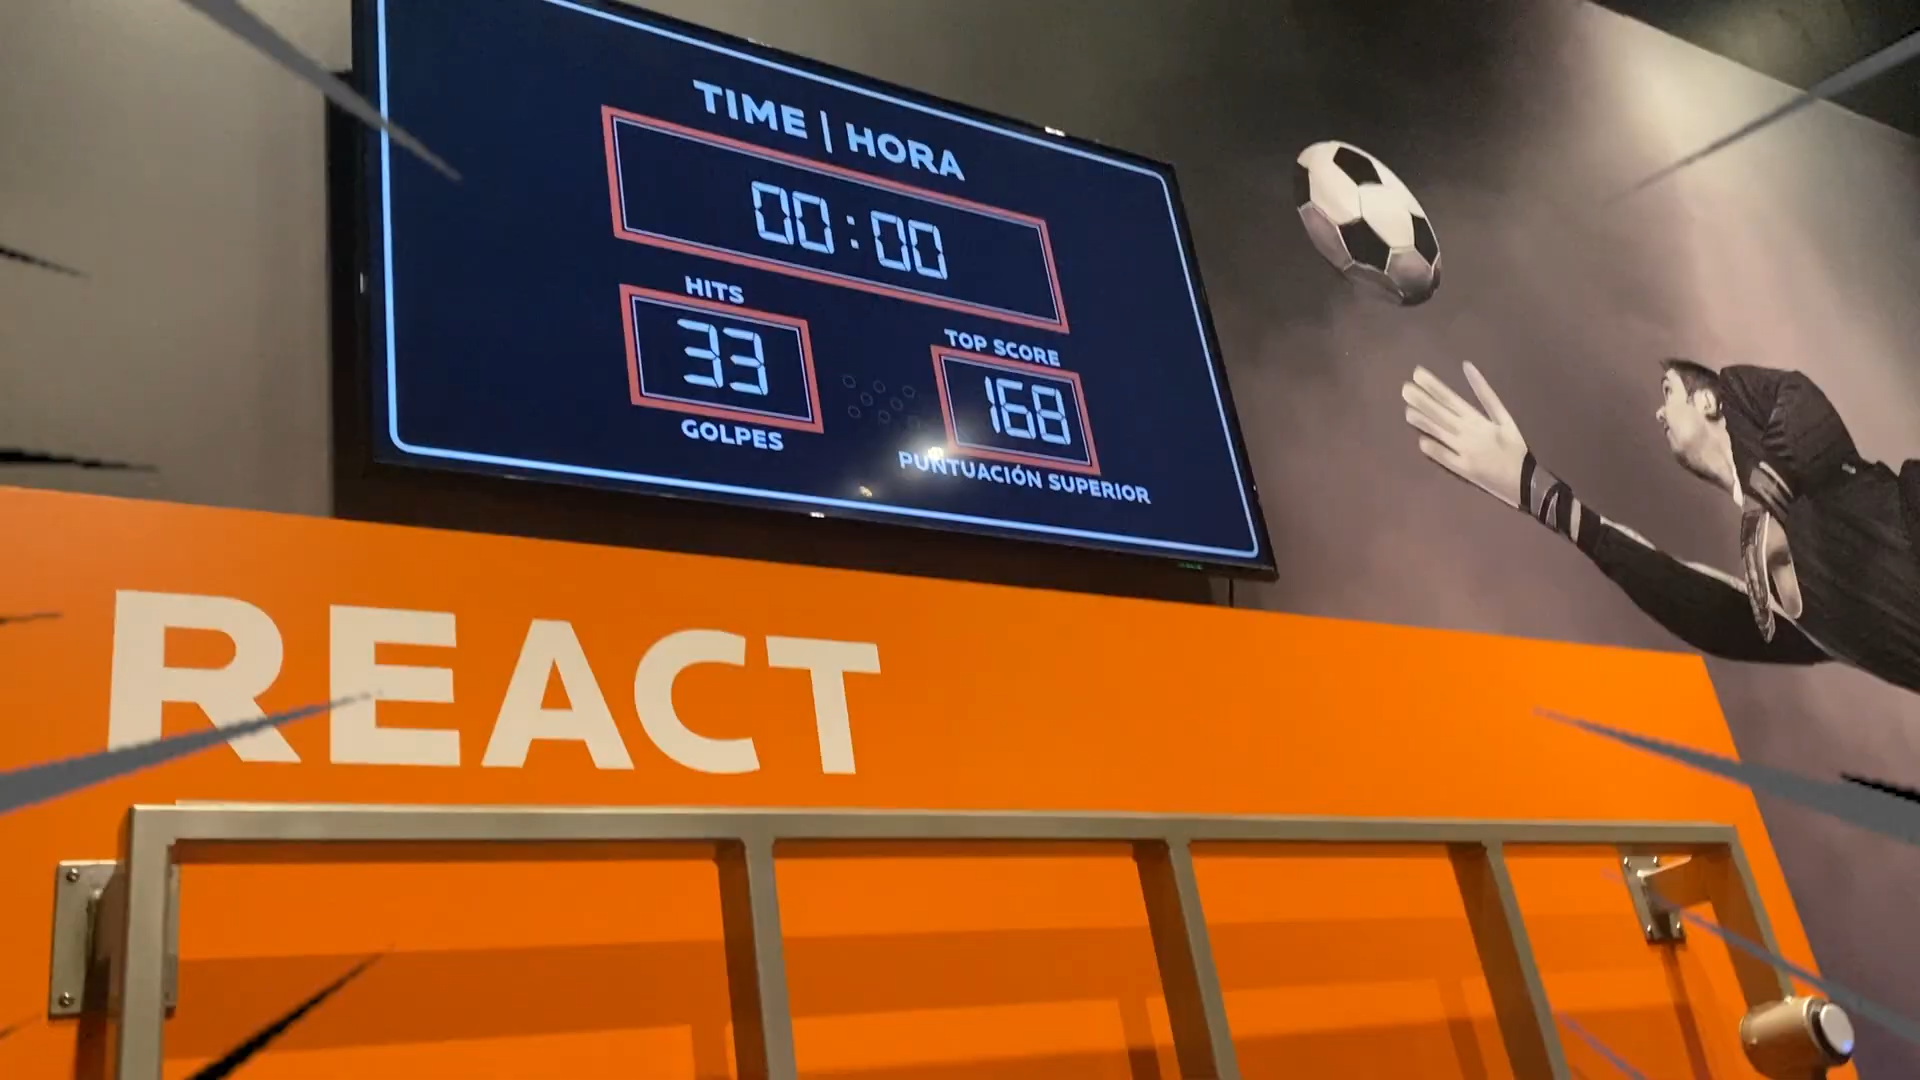 TIME | HORA
00:00
HITS
33
GOLPES
TOP SCORE
168
PUNTUACIÓN SUPERIOR
REACT